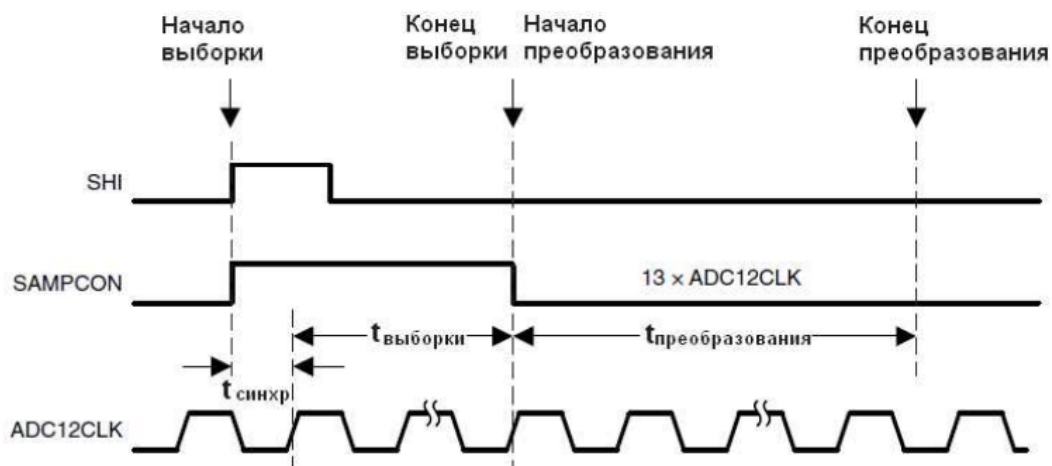 Начало
выборки
Конец
выборки
Начало
преобразования
Конец
преобразования
SHI
SAMPCON
13 × ADC12CLK
tвыборки
tпреобразования
tсинхр
ADC12CLK